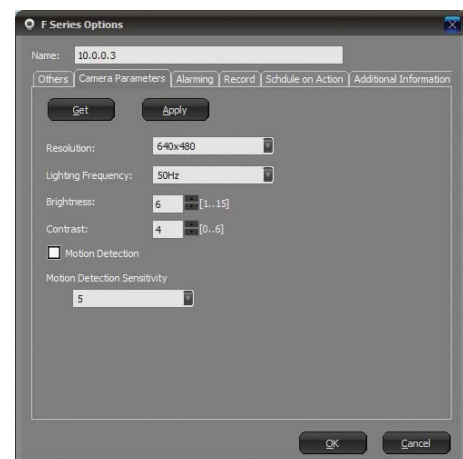 F Series Options
Name: 10.0.0.3
Others Camera Parameters Alarming Record Schdule on Action Additional Information
Get Apply
Resolution: 640x480
Lighting Frequency: 50Hz
Brightness: 6 [1..15]
Contrast: 4 [0..6]
Motion Detection
Motion Detection Sensitivity
5
OK Cancel